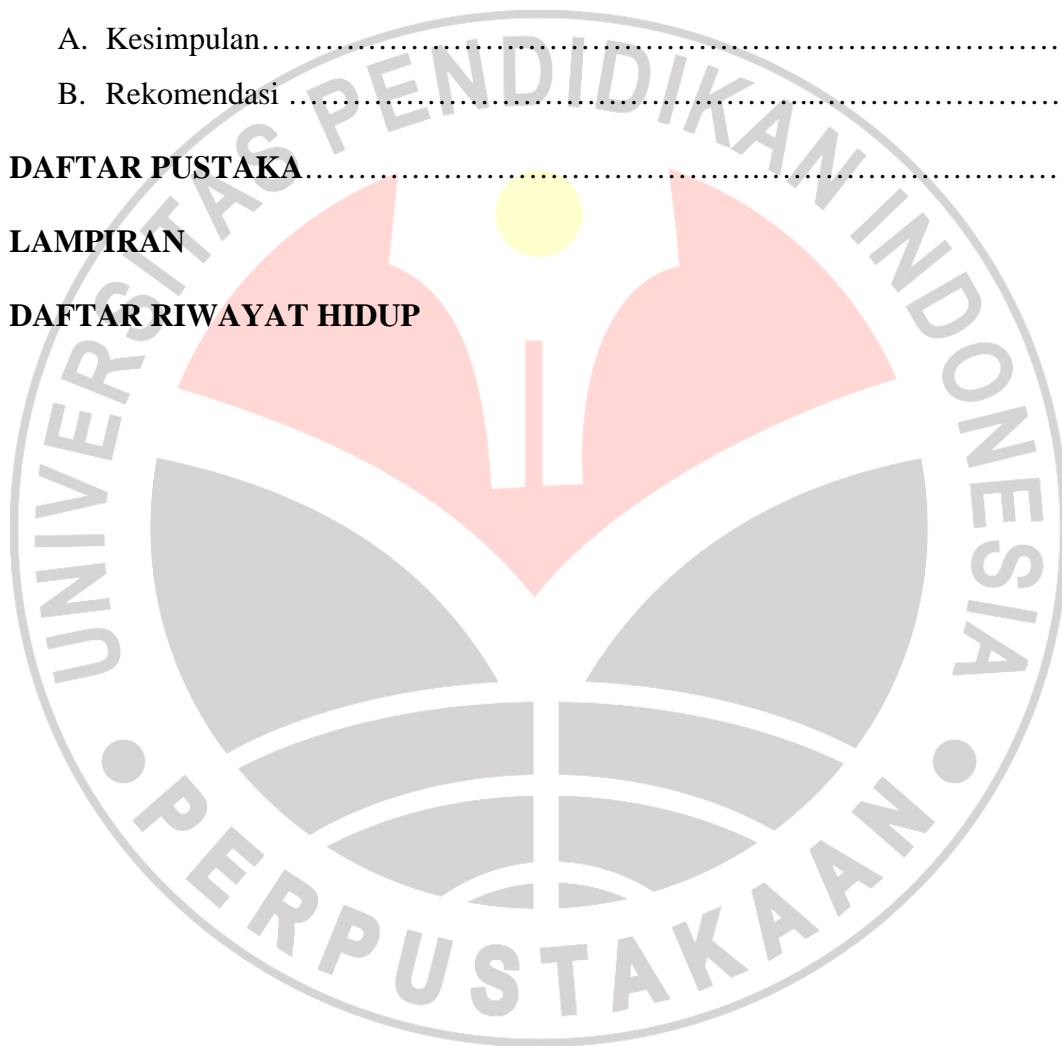 A. Kesimpulan……………………………………………………………………
B. Rekomendasi …………………………………………..……………………
DAFTAR PUSTAKA……………………………………………………………………
LAMPIRAN
DAFTAR RIWAYAT HIDUP
UNIVERSITAS PENDIDIKAN INDONESIA
PERPUSTAKAAN